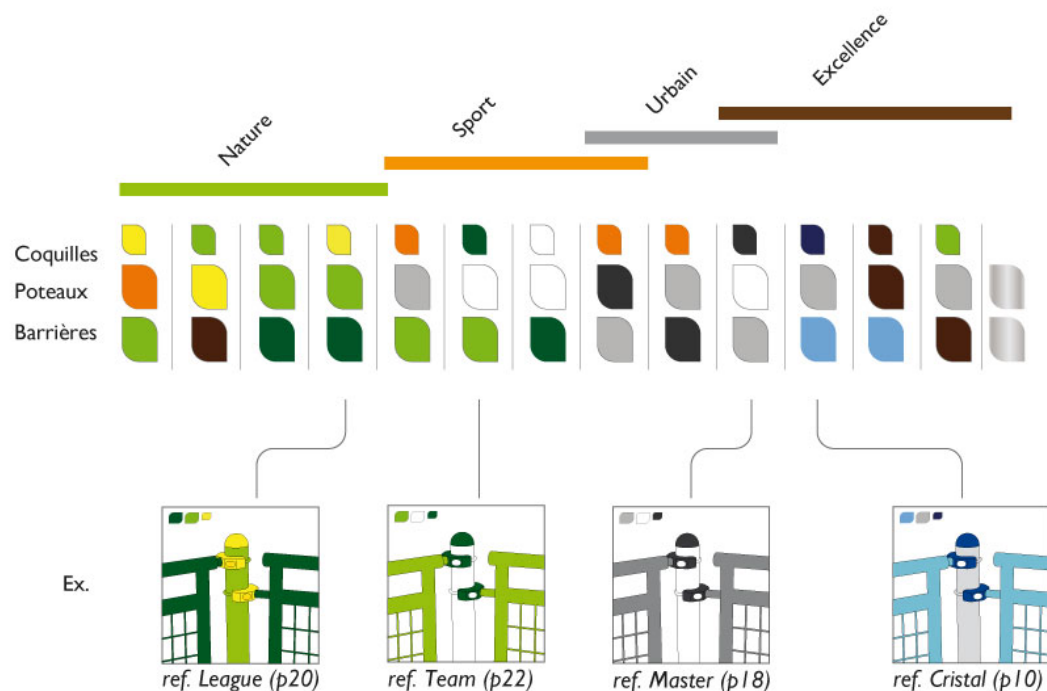 Nature
Sport
Urbain
Excellence
Coquilles
Poteaux
Barrières
Ex.
ref. League (p20)
ref. Team (p22)
ref. Master (p18)
ref. Cristal (p10)